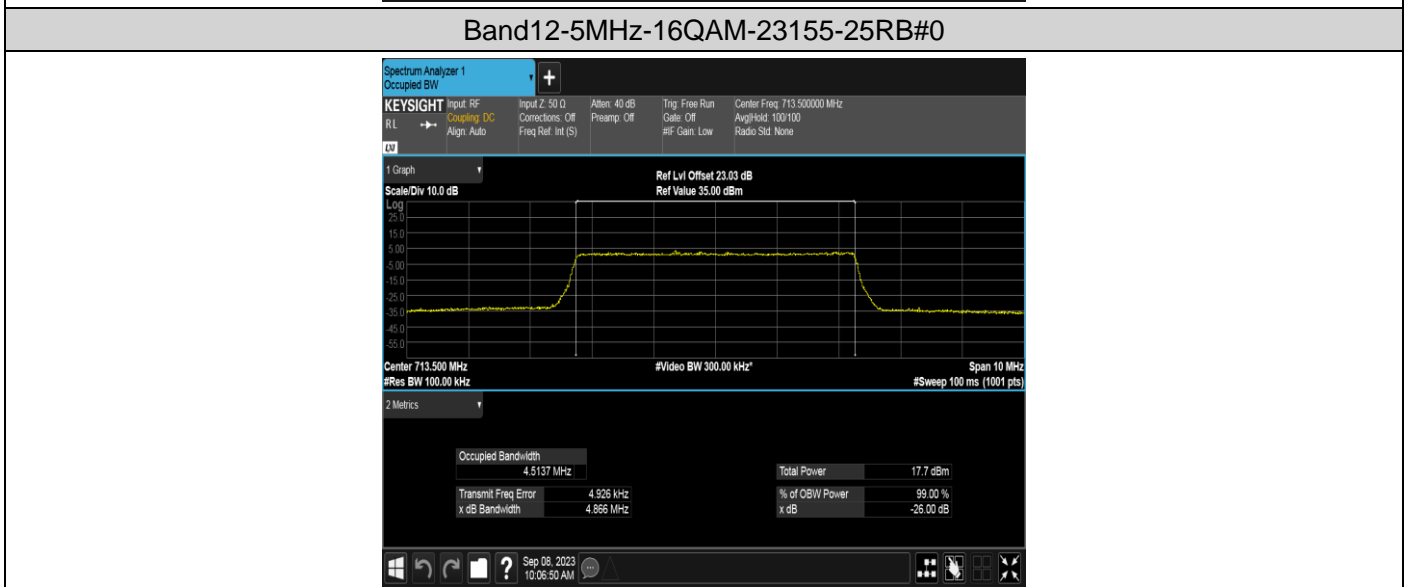 Band12-5MHz-16QAM-23155-25RB#0
Spectrum Analyzer 1
Occupied BW
+
KEYSIGHT Input: RF Input Z: 50 Ω Atten: 40 dB Trig: Free Run Center Freq: 713.500000 MHz
RL Coupling: DC Corrections: Off Preamp: Off Gate: Off Avg|Hold: 100/100
Align: Auto Freq Ref: Int (S) #IF Gain: Low Radio Std: None
LXI
1 Graph Ref Lvl Offset 23.03 dB
Scale/Div 10.0 dB Ref Value 35.00 dBm
Log
25.0
15.0
5.00
-5.00
-15.0
-25.0
-35.0
-45.0
-55.0
Center 713.500 MHz #Video BW 300.00 kHz* Span 10 MHz
#Res BW 100.00 kHz #Sweep 100 ms (1001 pts)
2 Metrics
Occupied Bandwidth
4.5137 MHz Total Power 17.7 dBm
Transmit Freq Error 4.926 kHz % of OBW Power 99.00 %
x dB Bandwidth 4.866 MHz x dB -26.00 dB
? Sep 08, 2023
10:06:50 AM